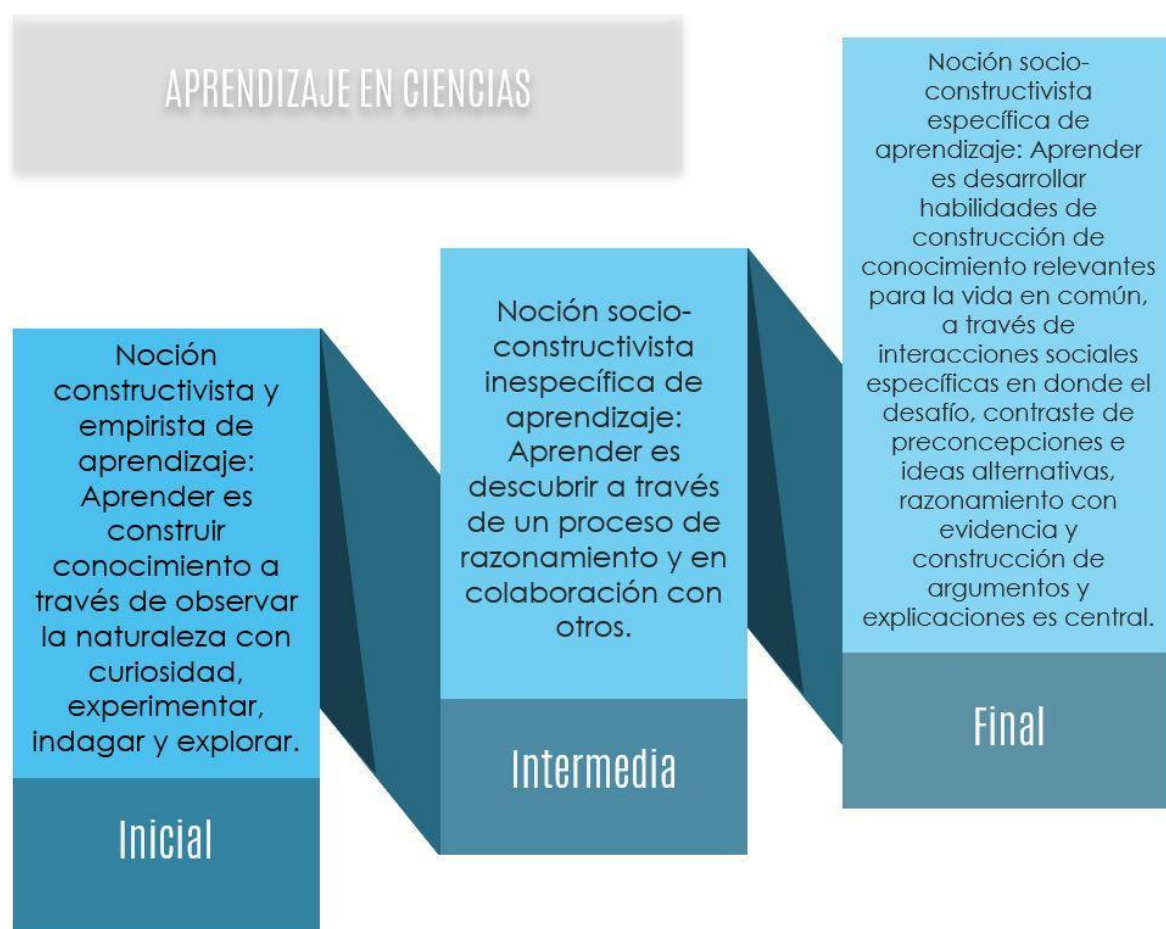 APRENDIZAJE EN CIENCIAS
Noción
constructivista y
empirista de
aprendizaje:
Aprender es
construir
conocimiento a
través de observar
la naturaleza con
curiosidad,
experimentar,
indagar y explorar.
Inicial
Noción socio-
constructivista
inespecífica de
aprendizaje:
Aprender es
descubrir a través
de un proceso de
razonamiento y en
colaboración con
otros.
Intermedia
Noción socio-
constructivista
específica de
aprendizaje: Aprender
es desarrollar
habilidades de
construcción de
conocimiento relevantes
para la vida en común,
a través de
interacciones sociales
específicas en donde el
desafío, contraste de
preconcepciones e
ideas alternativas,
razonamiento con
evidencia y
construcción de
argumentos y
explicaciones es central.
Final